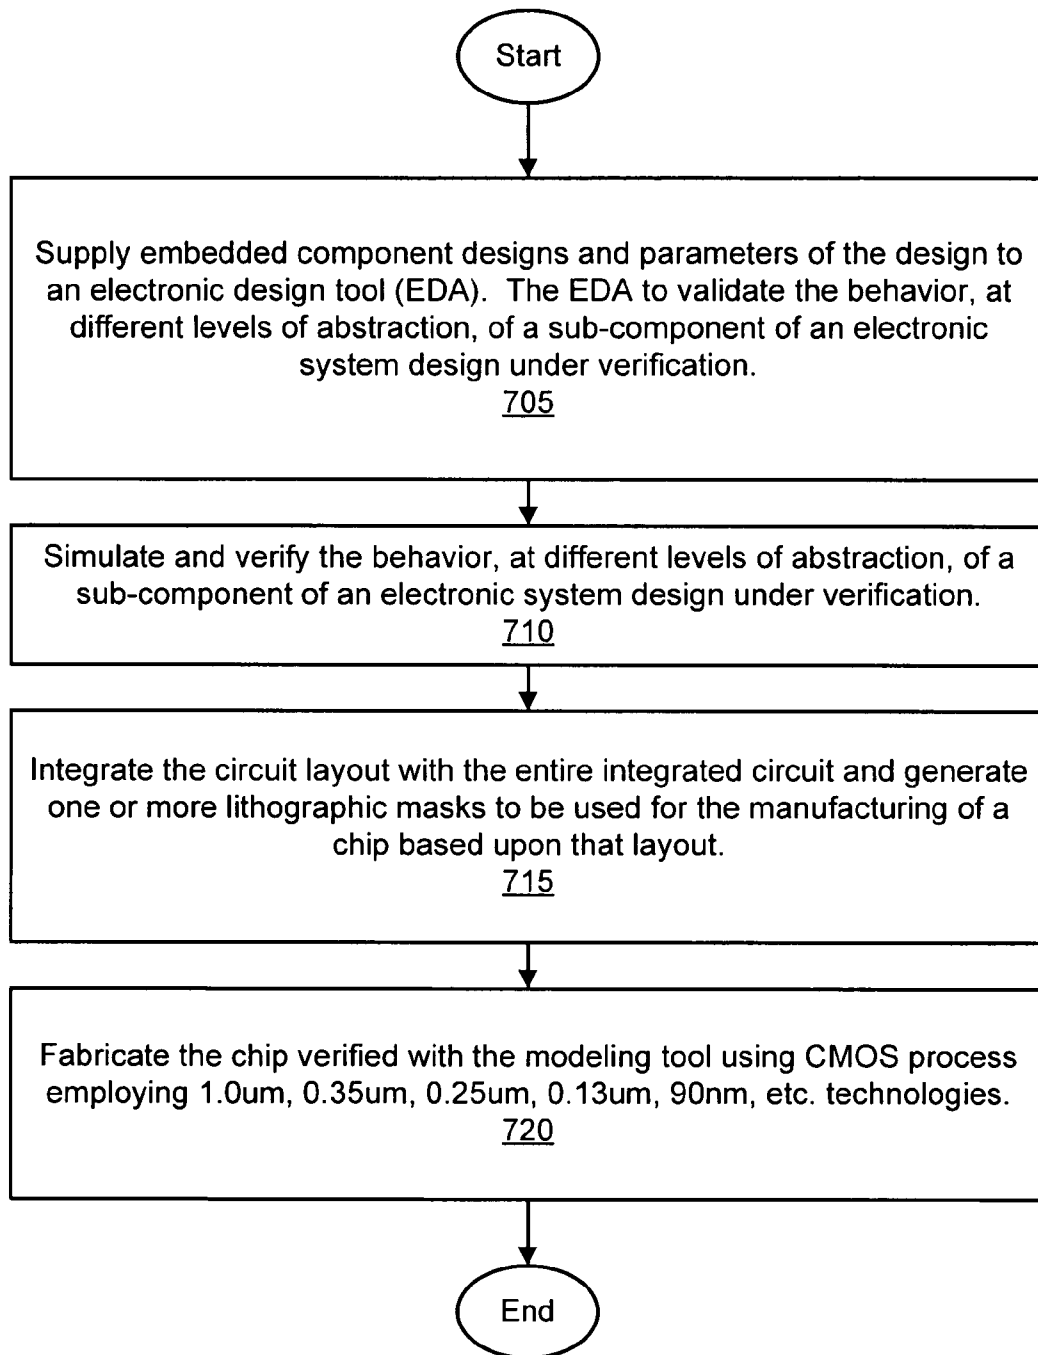 Start
Supply embedded component designs and parameters of the design to
an electronic design tool (EDA).  The EDA to validate the behavior, at
different levels of abstraction, of a sub-component of an electronic
system design under verification.
705
Simulate and verify the behavior, at different levels of abstraction, of a
sub-component of an electronic system design under verification.
710
Integrate the circuit layout with the entire integrated circuit and generate
one or more lithographic masks to be used for the manufacturing of a
chip based upon that layout.
715
Fabricate the chip verified with the modeling tool using CMOS process
employing 1.0um, 0.35um, 0.25um, 0.13um, 90nm, etc. technologies.
720
End